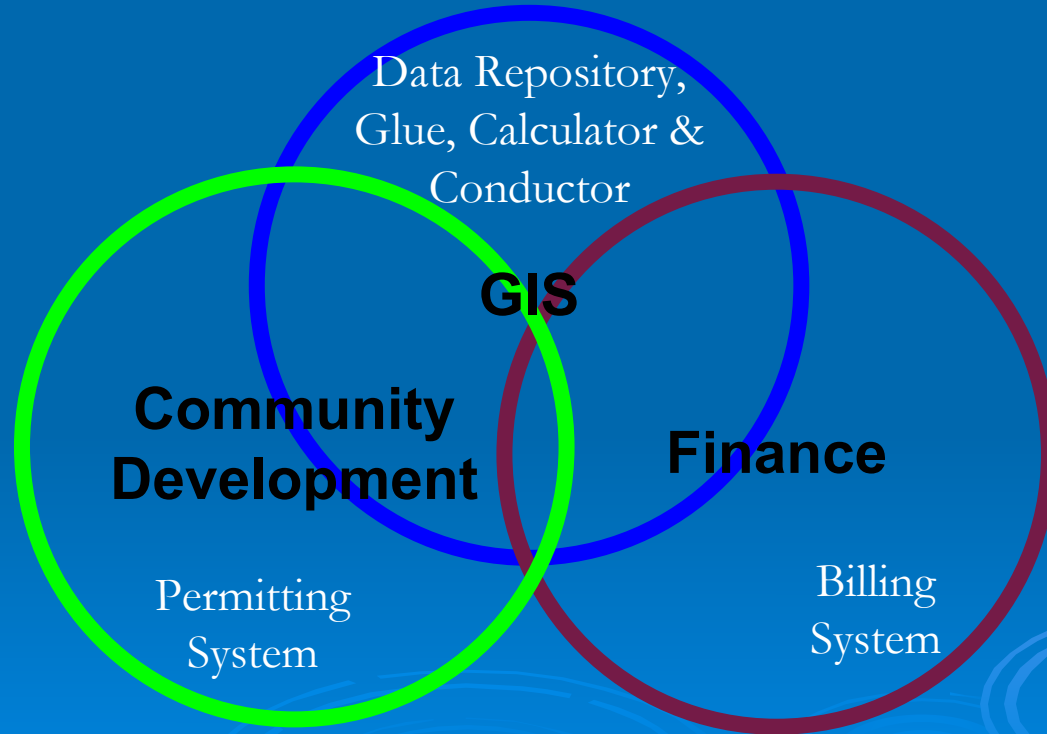 Data Repository,
Glue, Calculator &
Conductor
GIS
Community
Development
Finance
Permitting
System
Billing
System